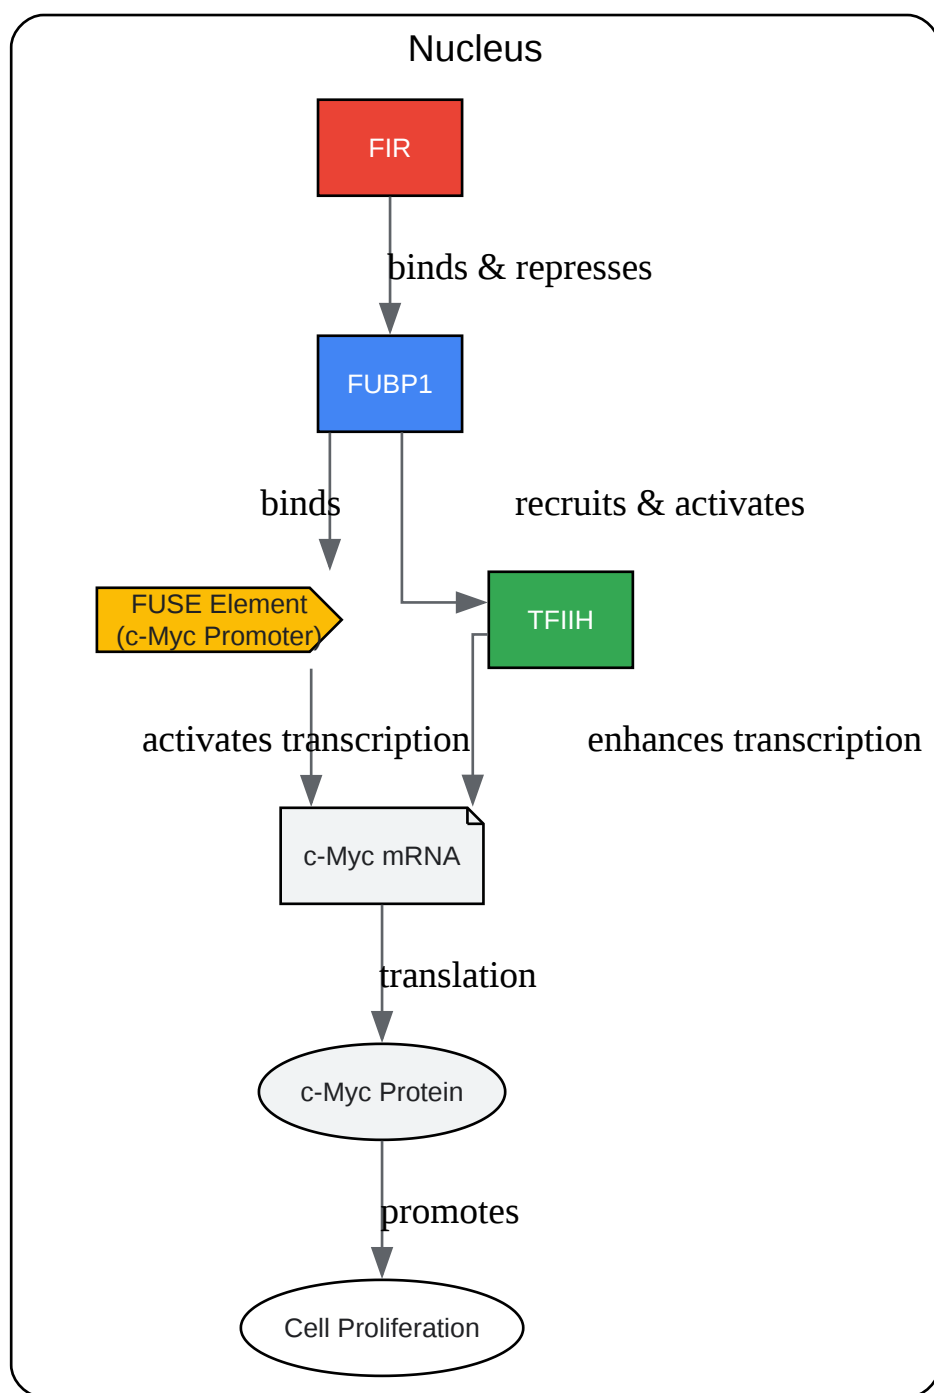 Nucleus
FIR
binds & represses
FUBP1
binds
recruits & activates
FUSE Element
(c-Myc Promoter)
TFIIH
activates transcription
enhances transcription
c-Myc mRNA
translation
c-Myc Protein
promotes
Cell Proliferation